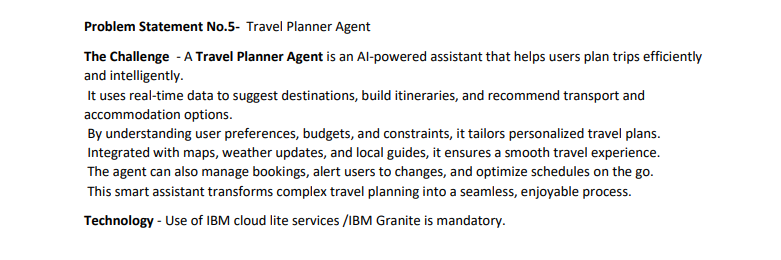 Problem Statement No.5- Travel Planner Agent
The Challenge - A Travel Planner Agent is an AI-powered assistant that helps users plan trips efficiently
and intelligently.
It uses real-time data to suggest destinations, build itineraries, and recommend transport and
accommodation options.
By understanding user preferences, budgets, and constraints, it tailors personalized travel plans.
Integrated with maps, weather updates, and local guides, it ensures a smooth travel experience.
The agent can also manage bookings, alert users to changes, and optimize schedules on the go.
This smart assistant transforms complex travel planning into a seamless, enjoyable process.
Technology - Use of IBM cloud lite services /IBM Granite is mandatory.